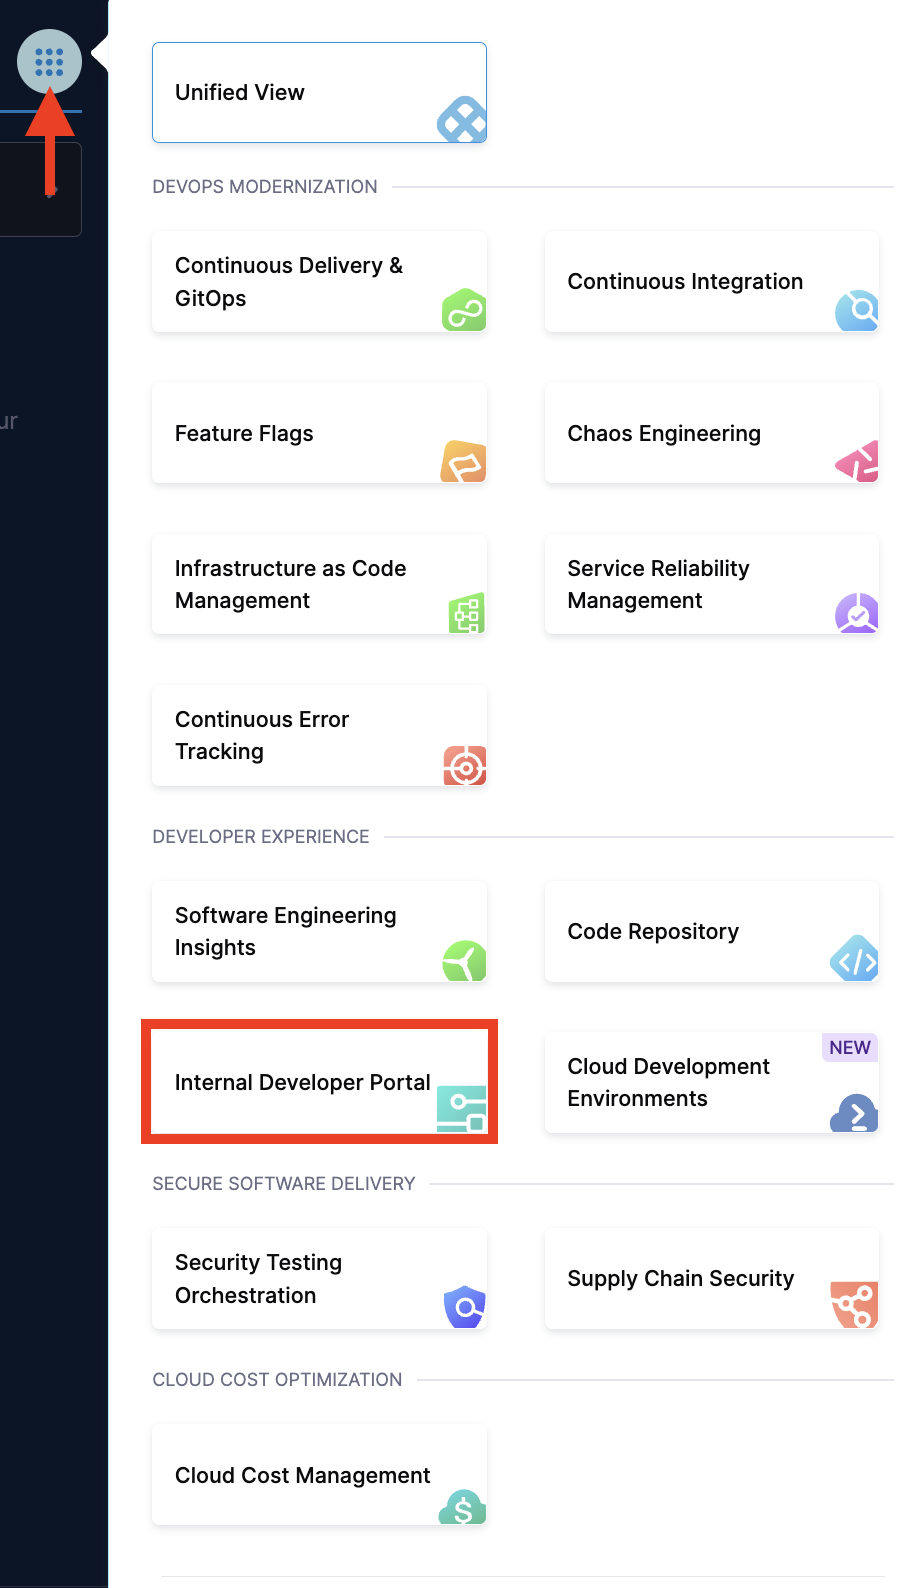 Unified View
DEVOPS MODERNIZATION
Continuous Delivery &
GitOps
Continuous Integration
Feature Flags
Chaos Engineering
ur
Infrastructure as Code
Management
Service Reliability
Management
Continuous Error
Tracking
DEVELOPER EXPERIENCE
Software Engineering
Insights
Code Repository
Internal Developer Portal
NEW
Cloud Development
Environments
SECURE SOFTWARE DELIVERY
Security Testing
Orchestration
Supply Chain Security
CLOUD COST OPTIMIZATION
Cloud Cost Management